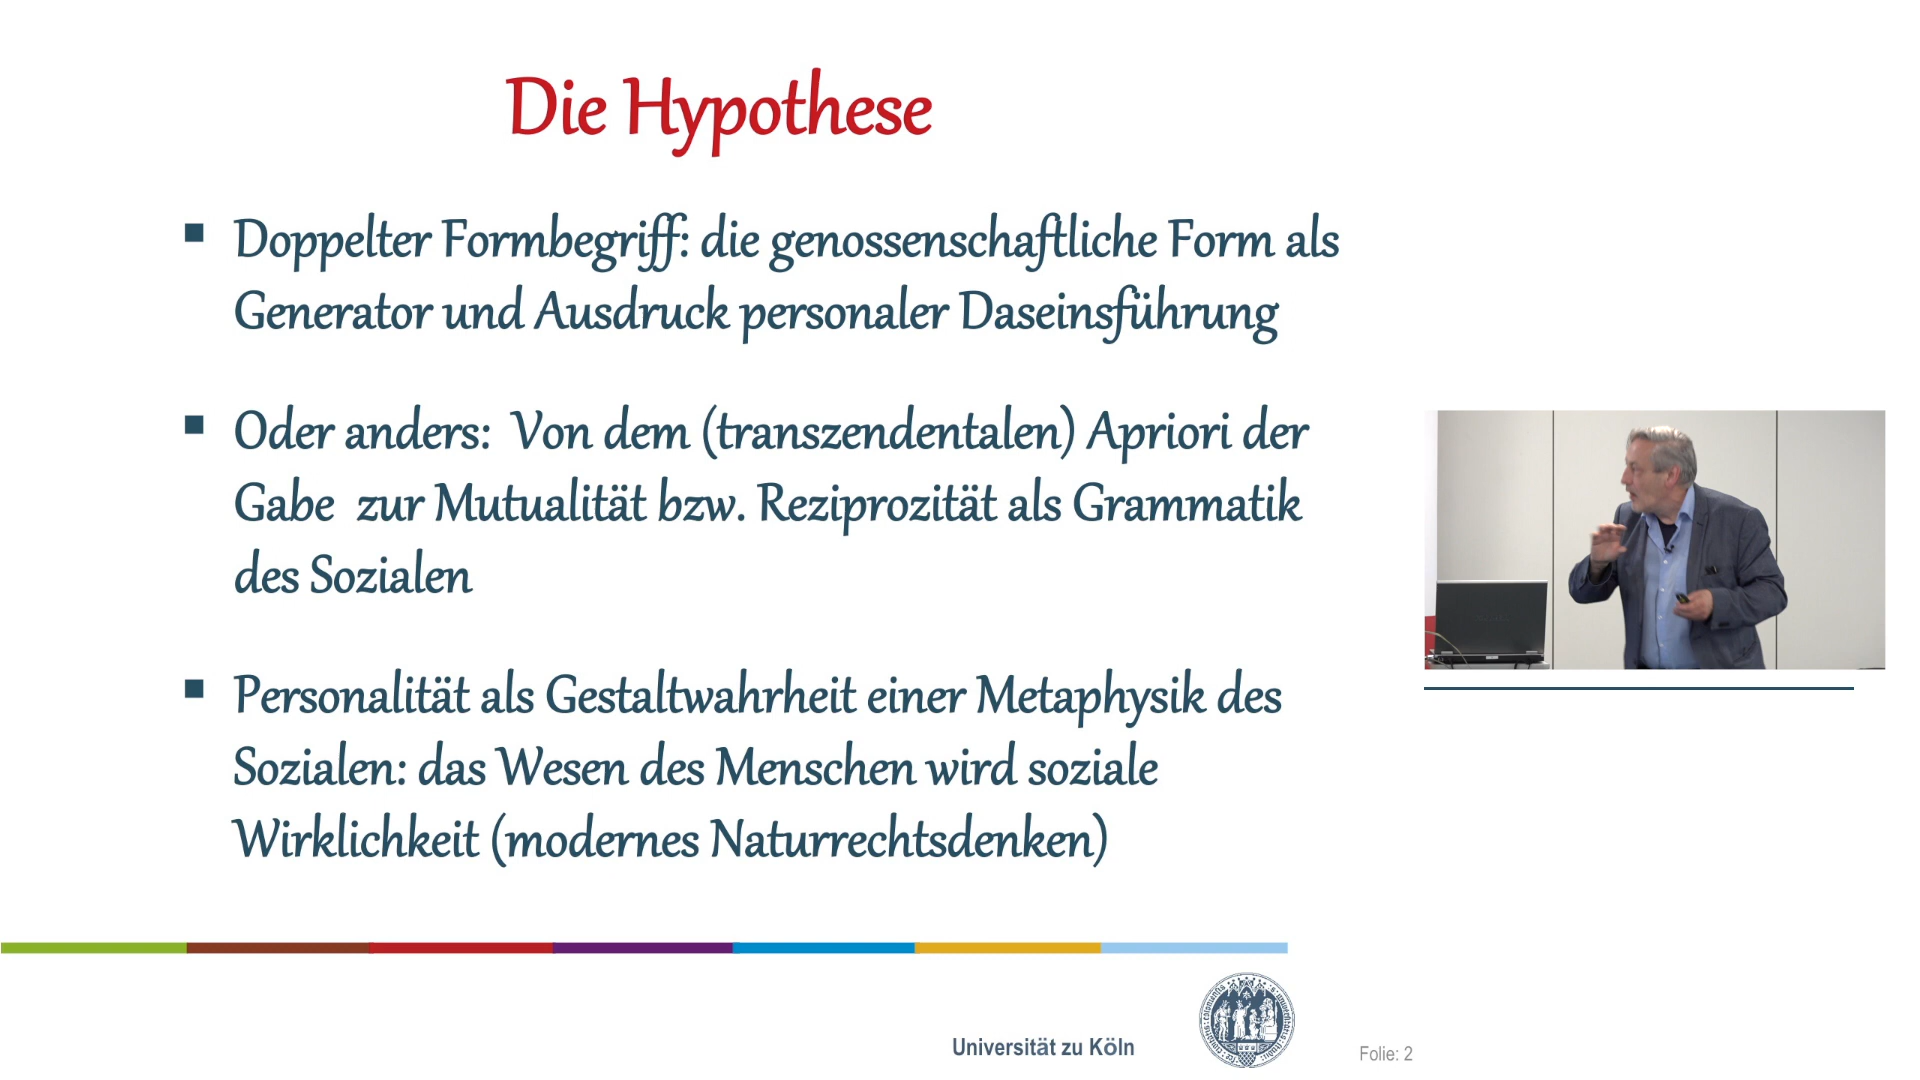 Die Hypothese
Doppelter Formbegriff: die genossenschaftliche Form als
Generator und Ausdruck personaler Daseinsführung
Oder anders: Von dem (transzendentalen) Apriori der
Gabe zur Mutualität bzw. Reziprozität als Grammatik
des Sozialen
Personalität als Gestaltwahrheit einer Metaphysik des
Sozialen: das Wesen des Menschen wird soziale
Wirklichkeit (modernes Naturrechtsdenken)
Universität zu Köln
Folie: 2